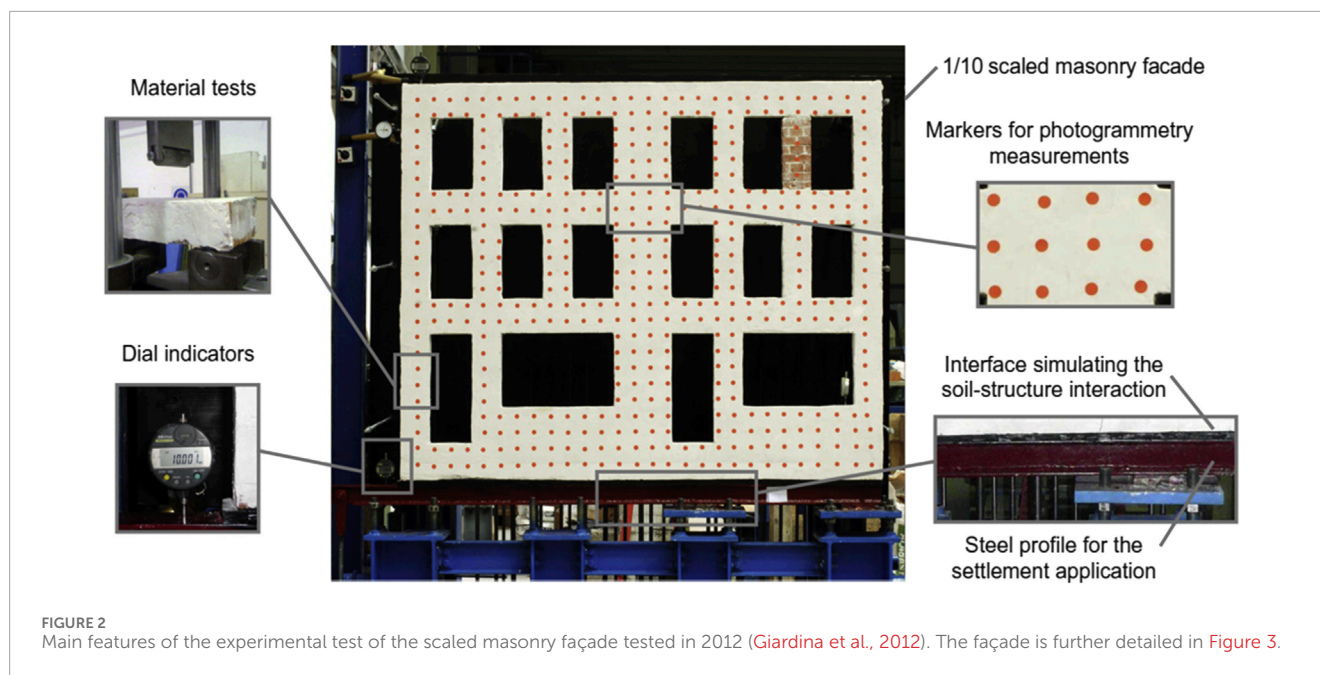 Material tests
1/10 scaled masonry facade
Markers for photogrammetry
measurements
Dial indicators
10.001
Interface simulating the
soil-structure interaction
Steel profile for the
settlement application
FIGURE 2
Main features of the experimental test of the scaled masonry façade tested in 2012 (Giardina et al., 2012). The façade is further detailed in Figure 3.